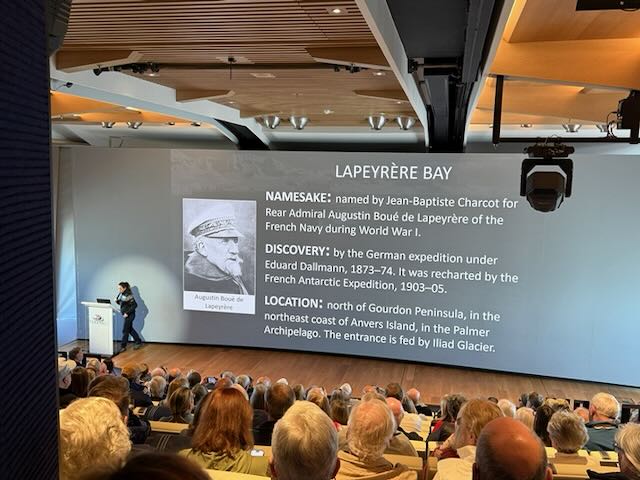 LAPEYRÈRE BAY
NAMESAKE: named by Jean-Baptiste Charcot for
Rear Admiral Augustin Boué de Lapeyrère of the
French Navy during World War I.
Augustin Boué de
Lapeyrère
DISCOVERY: by the German expedition under
Eduard Dallmann, 1873–74. It was recharted by the
French Antarctic Expedition, 1903–05.
LOCATION: north of Gourdon Peninsula, in the
northeast coast of Anvers Island, in the Palmer
Archipelago. The entrance is fed by Iliad Glacier.